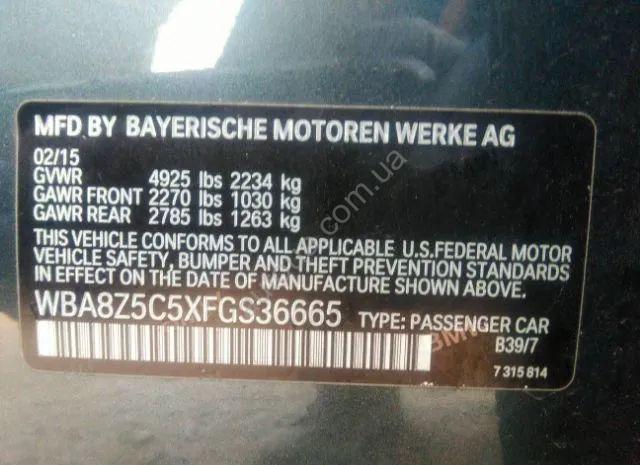 MFD BY BAYERISCHE MOTOREN WERKE AG
02/15
GVWR 4925 lbs 2234 kg
GAWR FRONT 2270 lbs 1030 kg
GAWR REAR 2785 lbs 1263 kg
THIS VEHICLE CONFORMS TO ALL APPLICABLE U.S.FEDERAL MOTOR
VEHICLE SAFETY, BUMPER AND THEFT PREVENTION STANDARDS
IN EFFECT ON THE DATE OF MANUFACTURE SHOWN ABOVE.
WBA8Z5C5XFGS36665 TYPE: PASSENGER CAR
B39/7
7 315 814